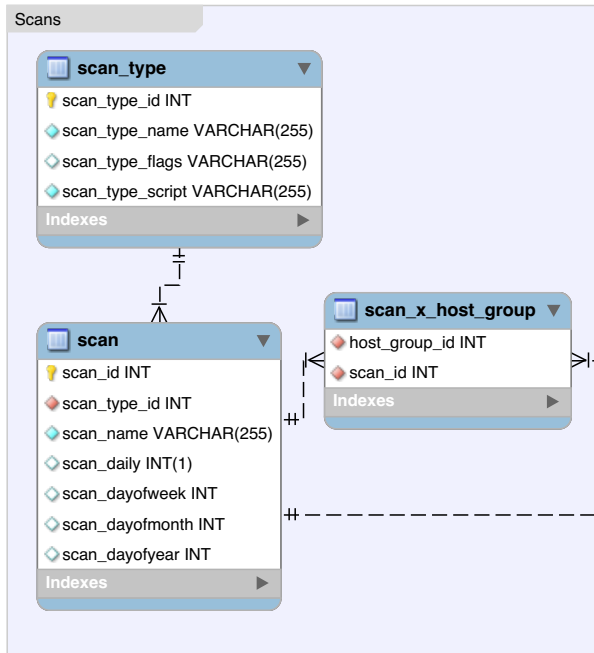 Scans
scan_type
scan_type_id INT
scan_type_name VARCHAR(255)
scan_type_flags VARCHAR(255)
scan_type_script VARCHAR(255)
Indexes
scan
scan_id INT
scan_type_id INT
scan_name VARCHAR(255)
scan_daily INT(1)
scan_dayofweek INT
scan_dayofmonth INT
scan_dayofyear INT
Indexes
scan_x_host_group
host_group_id INT
scan_id INT
Indexes